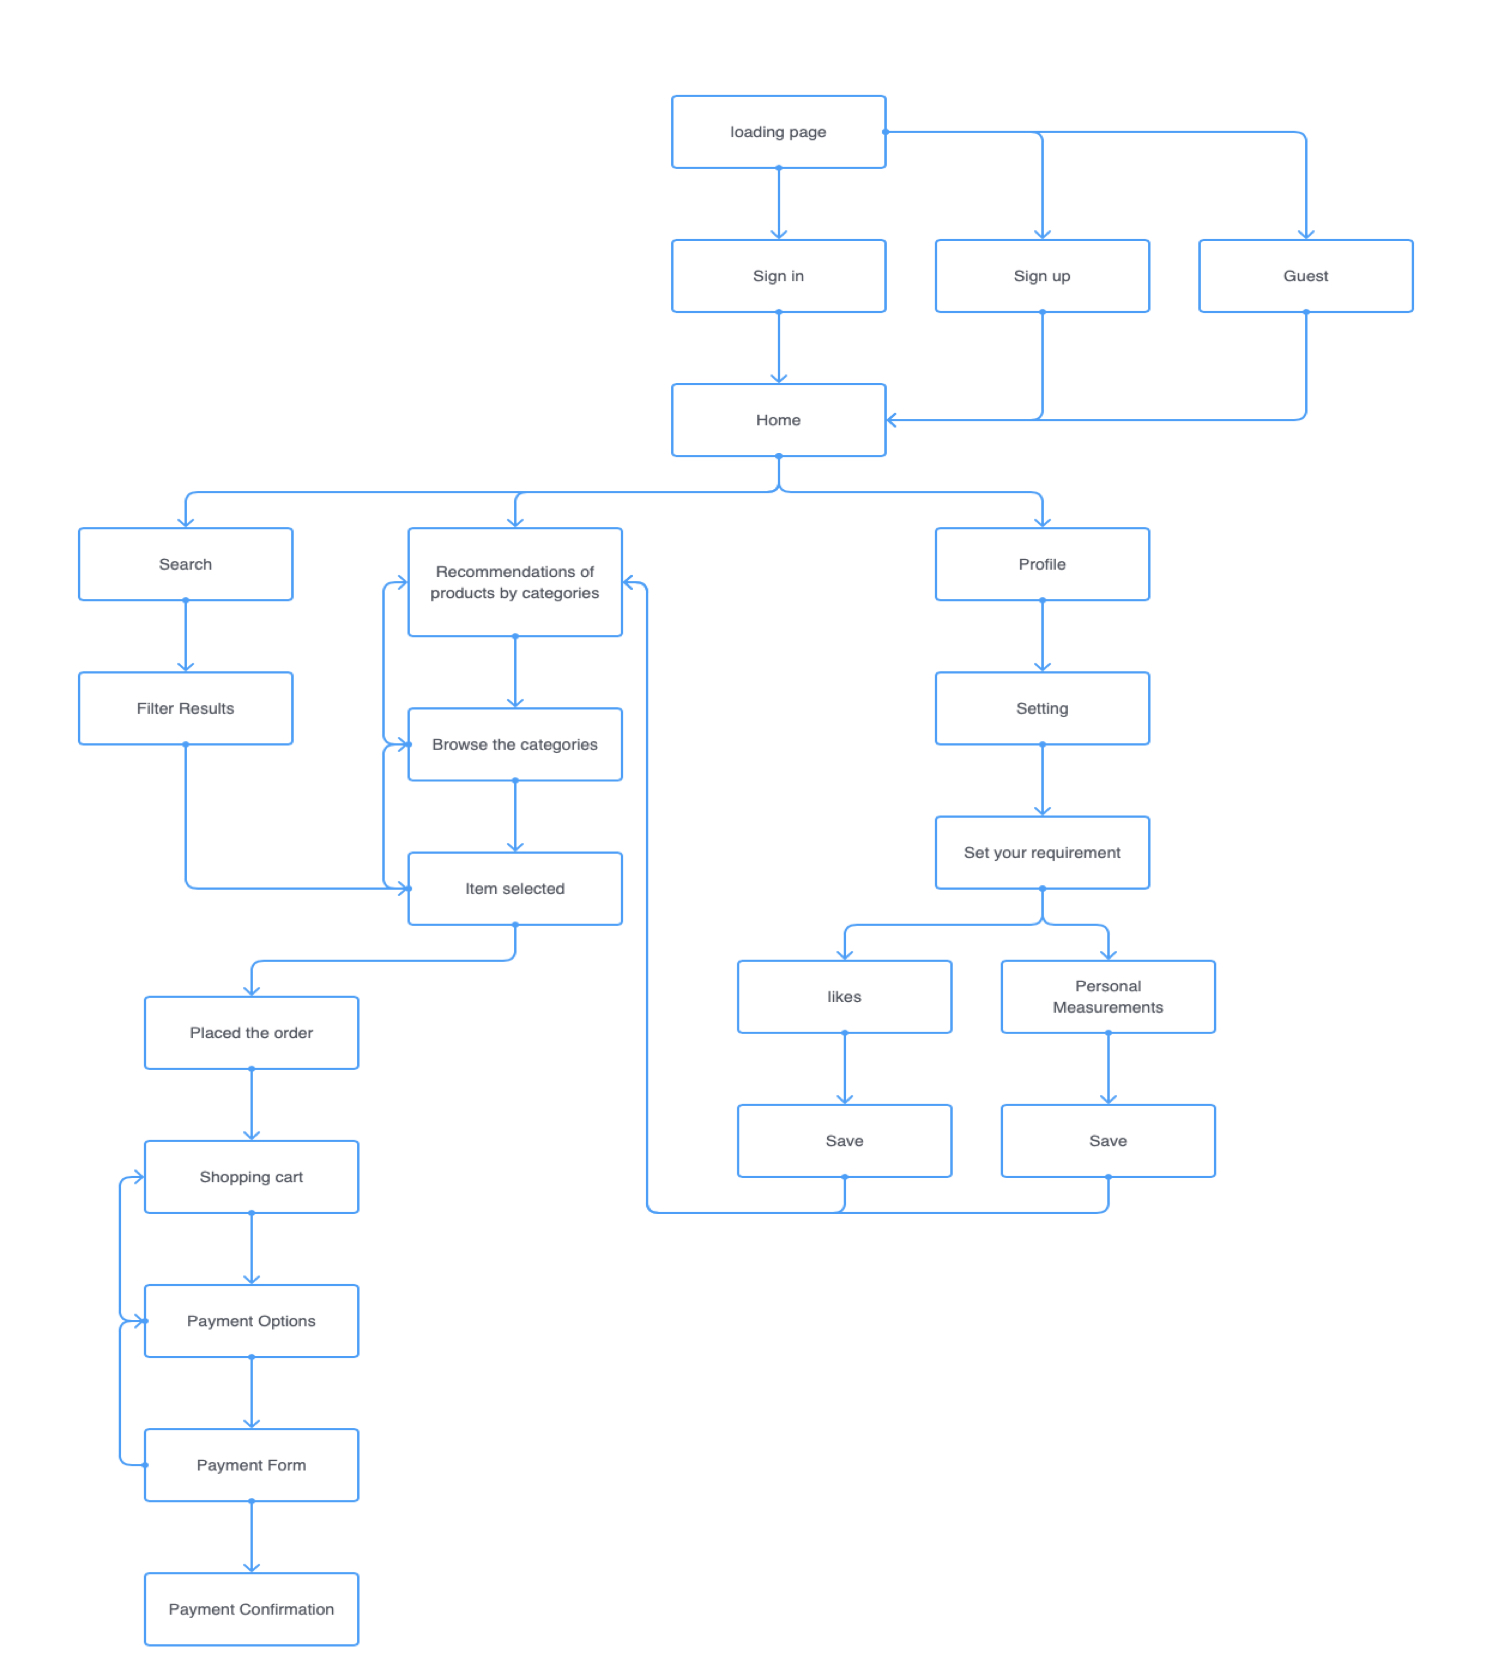 loading page
Sign in
Sign up
Guest
Home
Search
Recommendations of
products by categories
Profile
Filter Results
Browse the categories
Setting
Set your requirement
Item selected
likes
Personal
Measurements
Placed the order
Save
Save
Shopping cart
Payment Options
Payment Form
Payment Confirmation